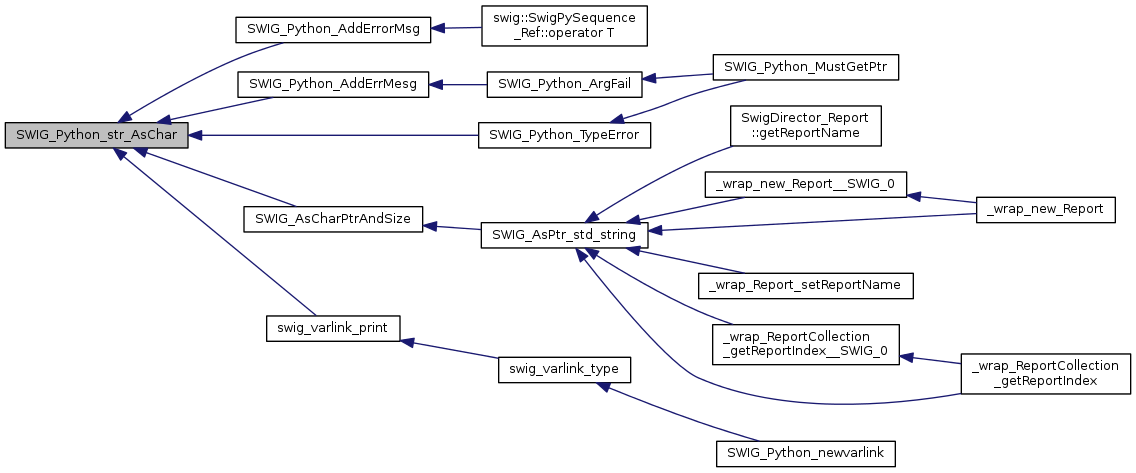 SWIG_Python_str_AsChar
SWIG_Python_AddErrorMsg
swig::SwigPySequence
_Ref::operator T
SWIG_Python_AddErrMesg
SWIG_Python_ArgFail
SWIG_Python_MustGetPtr
SWIG_Python_TypeError
SWIG_AsCharPtrAndSize
SWIG_AsPtr_std_string
SwigDirector_Report
::getReportName
_wrap_new_Report__SWIG_0
_wrap_new_Report
_wrap_Report_setReportName
_wrap_ReportCollection
_getReportIndex__SWIG_0
_wrap_ReportCollection
_getReportIndex
swig_varlink_print
swig_varlink_type
SWIG_Python_newvarlink